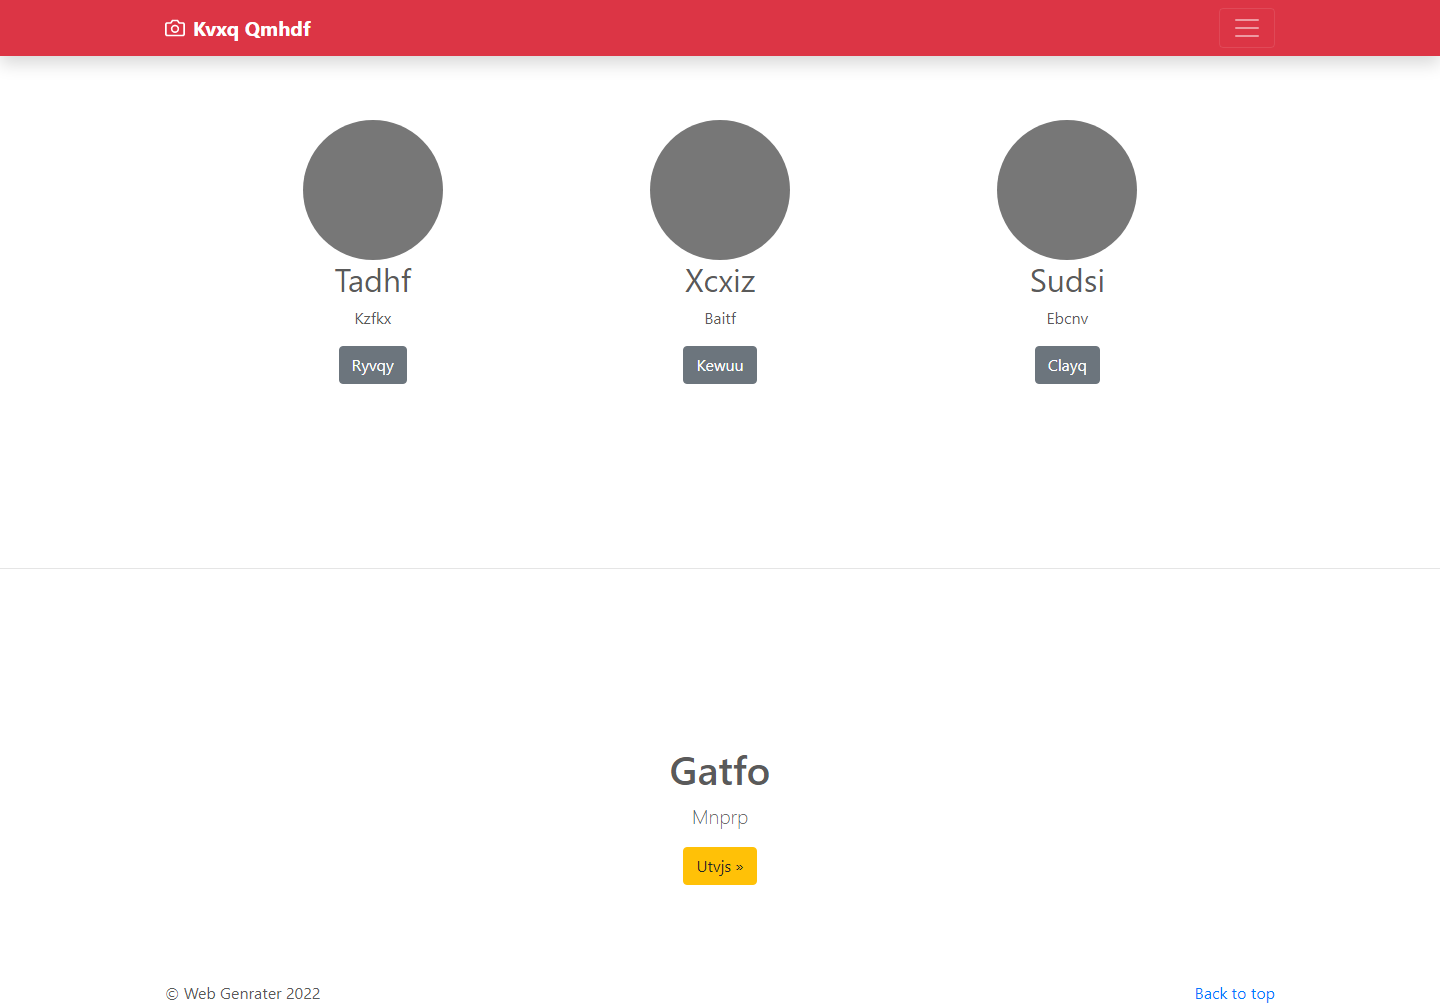 Kvxq Qmhdf
Tadhf
Kzfkx
Ryvqy
Xcxiz
Baitf
Kewuu
Sudsi
Ebcnv
Clayq
Gatfo
Mnprp
Utvjs »
© Web Genrater 2022
Back to top